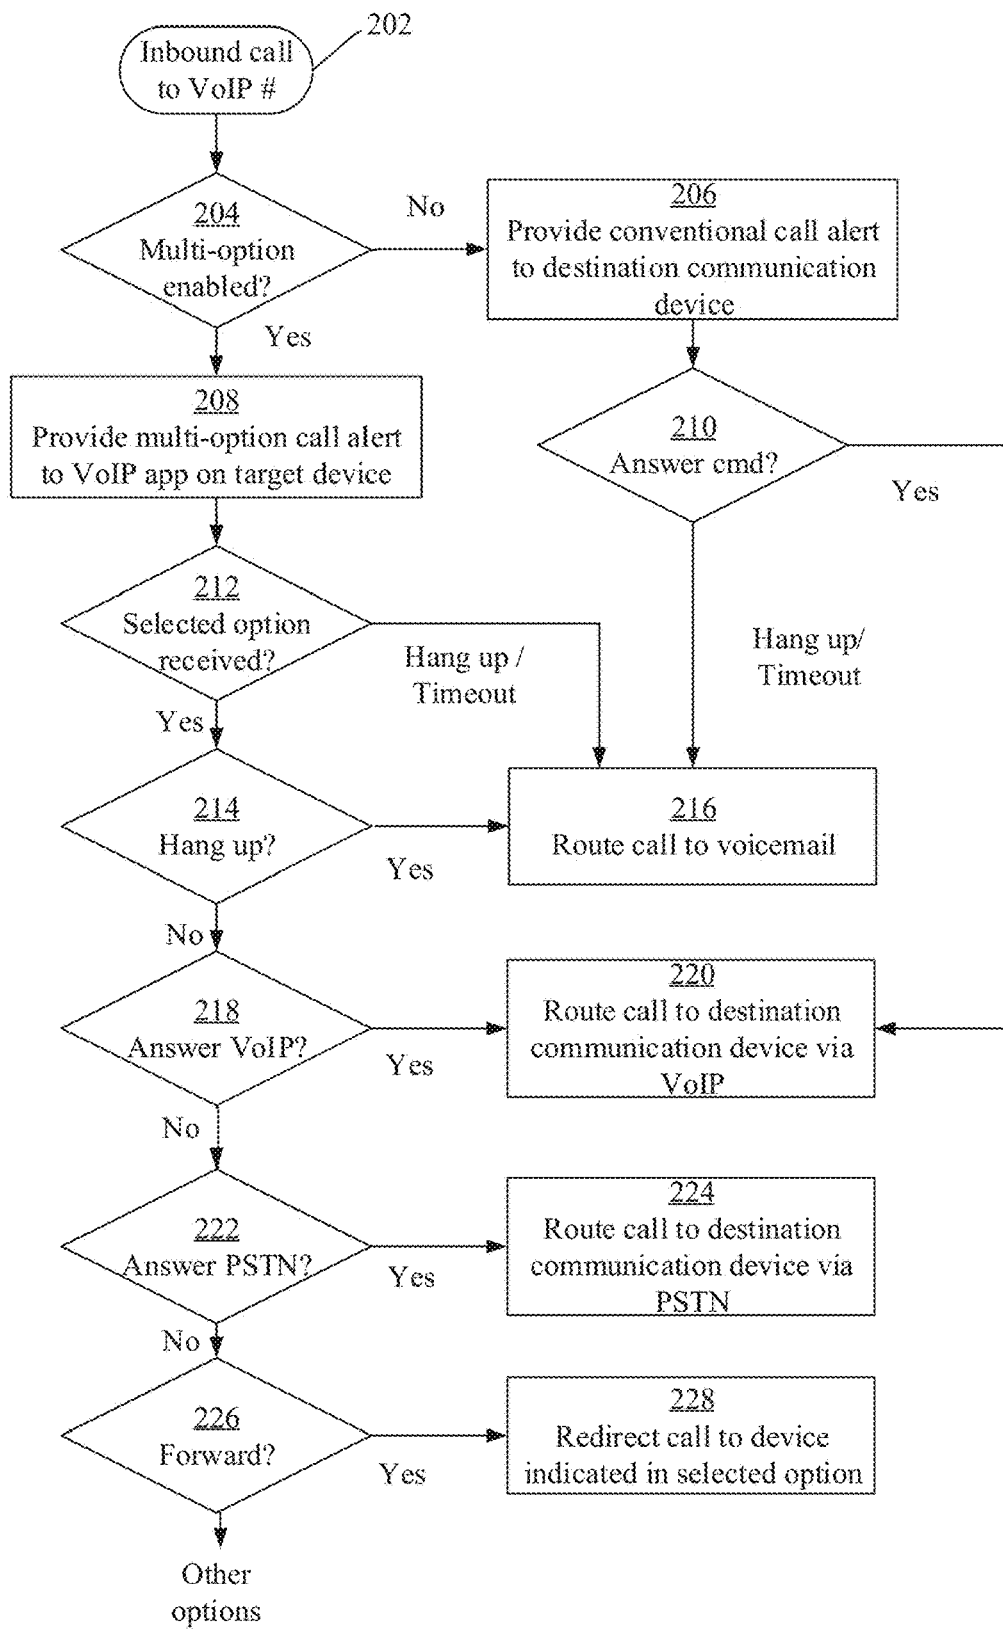 202
Inbound call
to VoIP #
204
Multi-option
enabled?
No
206
Provide conventional call alert
to destination communication
device
Yes
208
Provide multi-option call alert
to VoIP app on target device
210
Answer cmd?
Yes
212
Selected option
received?
Hang up /
Timeout
Hang up/
Timeout
Yes
214
Hang up?
Yes
216
Route call to voicemail
No
218
Answer VoIP?
Yes
220
Route call to destination
communication device via
VoIP
No
222
Answer PSTN?
Yes
224
Route call to destination
communication device via
PSTN
No
226
Forward?
Yes
228
Redirect call to device
indicated in selected option
Other
options